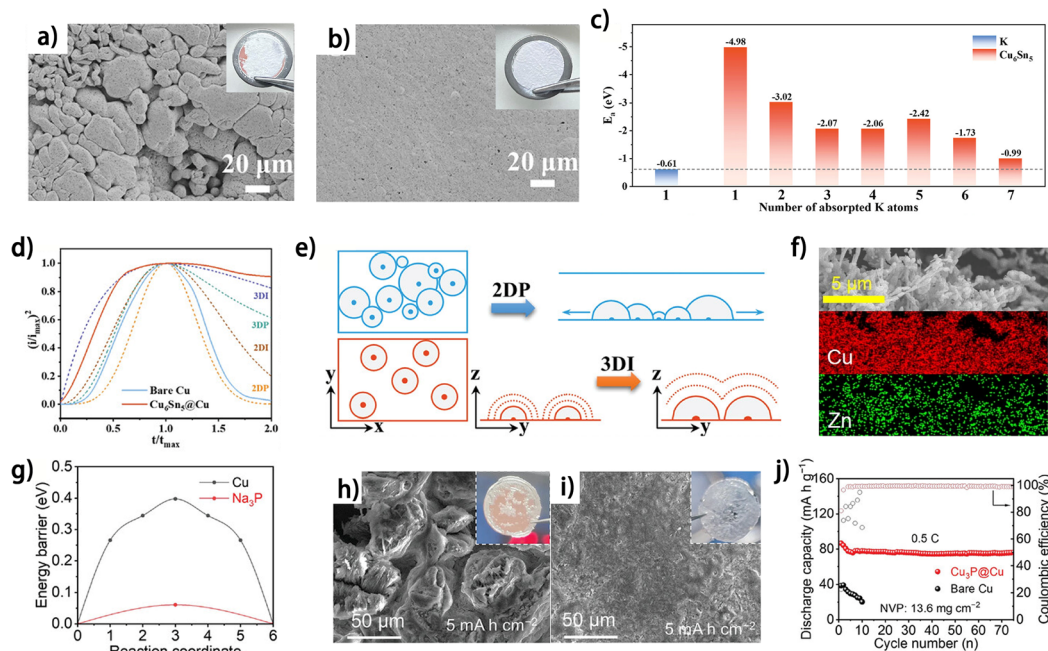 a)
20 μm
b)
20 μm
c)
K
Cu₆Sn₅
Eₐ (eV)
-5
-4
-3
-2
-1
0
-0.61
-4.98
-3.02
-2.07
-2.06
-2.42
-1.73
-0.99
1
1
2
3
4
5
6
7
Number of absorpted K atoms
d)
(i/iₘₐₓ)²
1.0
0.8
0.6
0.4
0.2
0.0
3DI
3DP
2DI
2DP
Bare Cu
Cu₆Sn₅@Cu
0.0
0.5
1.0
1.5
2.0
t/tₘₐₓ
e)
2DP
3DI
y
x
z
y
z
y
f)
5 μm
Cu
Zn
g)
Energy barrier (eV)
0.5
0.4
0.3
0.2
0.1
0.0
Cu
Na₃P
0
1
2
3
4
5
6
Reaction coordinate
h)
50 μm
5 mA h cm⁻²
i)
50 μm
5 mA h cm⁻²
j)
Discharge capacity (mA h g⁻¹)
160
120
80
40
0
0.5 C
Cu₃P@Cu
Bare Cu
NVP: 13.6 mg cm⁻²
100
80
60
40
20
0
Coulombic efficiency (%)
0
10
20
30
40
50
60
70
Cycle number (n)